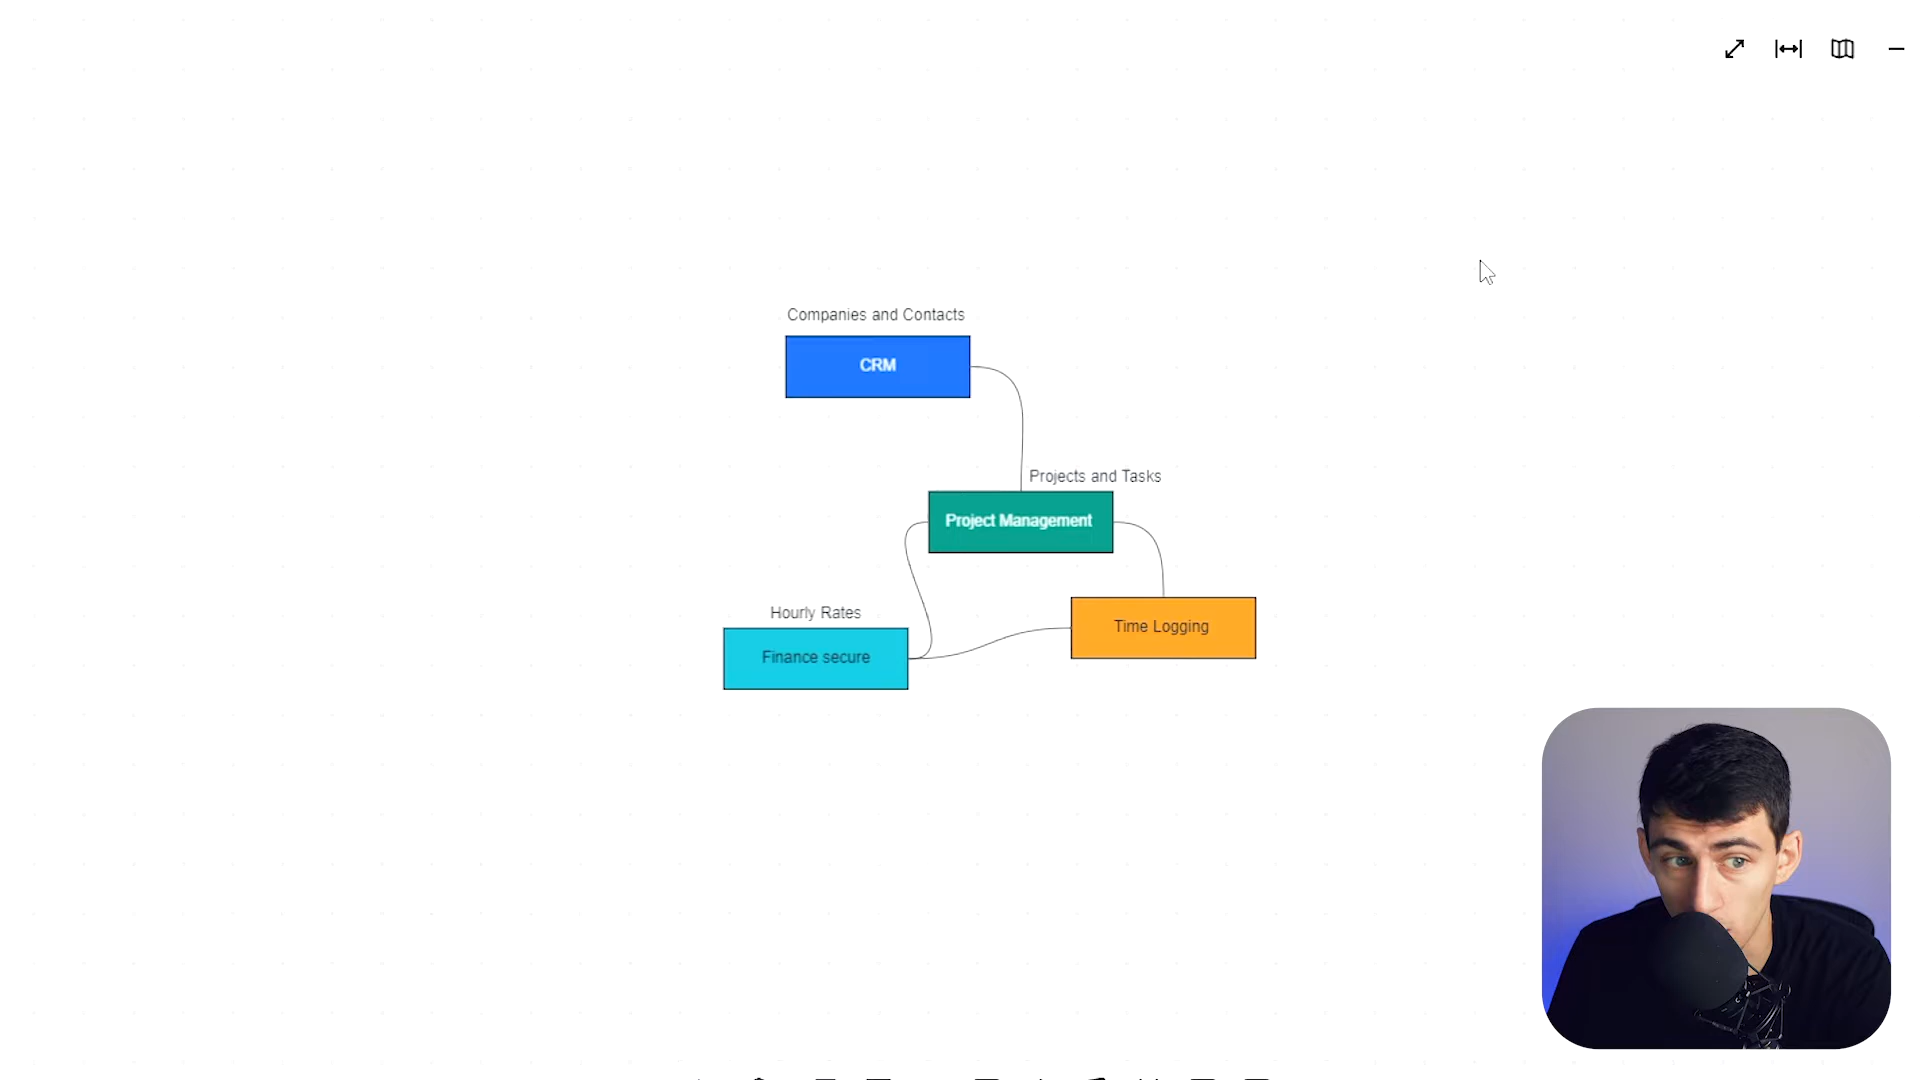 Companies and Contacts
CRM
Projects and Tasks
Project Management
Hourly Rates
Finance secure
Time Logging